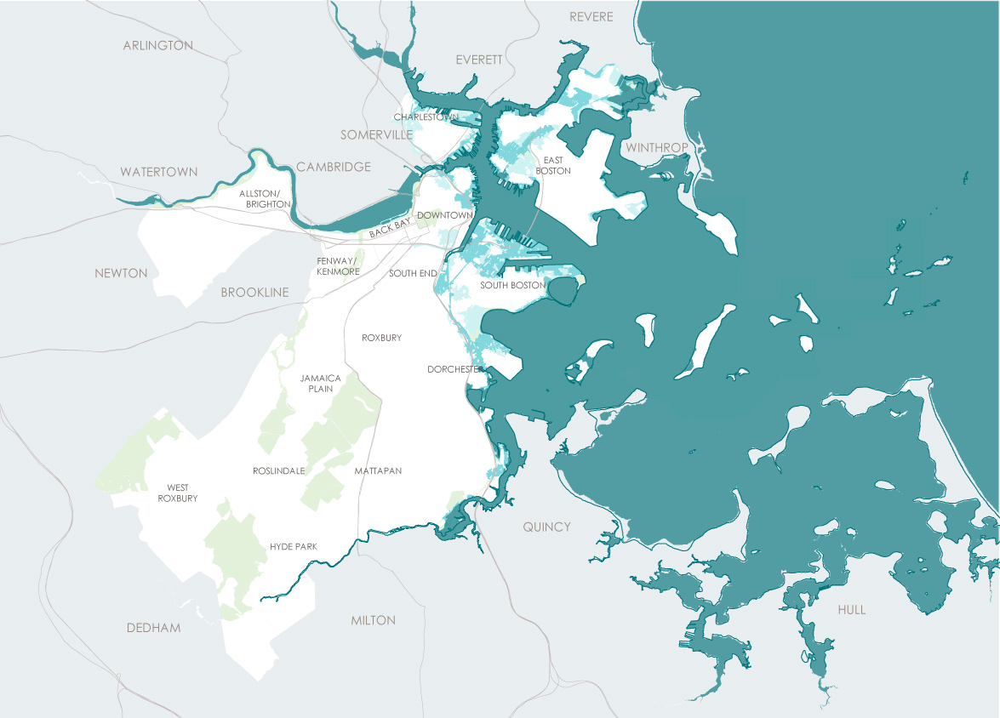 REVERE
ARLINGTON
EVERETT
CHARLESTOWN
SOMERVILLE
WINTHROP
EAST
BOSTON
CAMBRIDGE
WATERTOWN
ALLSTON/
BRIGHTON
DOWNTOWN
BACK BAY
FENWAY/
KENMORE
NEWTON
SOUTH END
SOUTH BOSTON
BROOKLINE
ROXBURY
DORCHESTER
JAMAICA
PLAIN
ROSLINDALE
MATTAPAN
WEST
ROXBURY
QUINCY
HYDE PARK
HULL
MILTON
DEDHAM